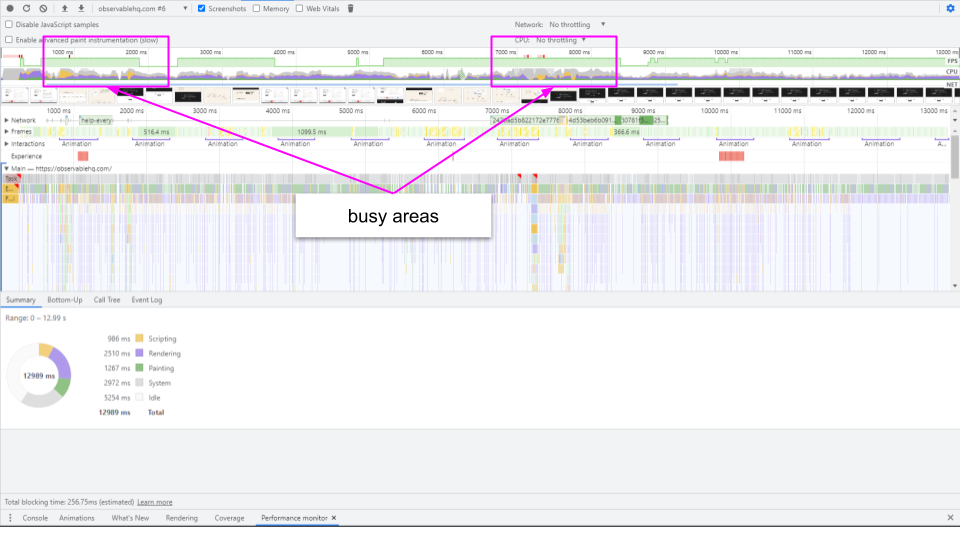 observablehq.com #6 Screenshots Memory Web Vitals
Disable JavaScript samples Network: No throttling
Enable advanced paint instrumentation (slow) CPU: No throttling
1000 ms 2000 ms 3000 ms 4000 ms 5000 ms 6000 ms 7000 ms 8000 ms 9000 ms 10000 ms 11000 ms 12000 ms 13000 ms
FPS
CPU
NET
1000 ms 2000 ms 3000 ms 4000 ms 5000 ms 6000 ms 7000 ms 8000 ms 9000 ms 10000 ms 11000 ms 12000 ms 13000 ms
Network help-every
Frames 516.4 ms 1099.5 ms 366.6 ms
Interactions Animation Animation Animation Animation Animation Animation Animation Animation Animation Animation Animation Animation A...
Experience
Main — https://observablehq.com/
Task
E...
F...
busy areas
Summary Bottom-Up Call Tree Event Log
Range: 0 – 12.99 s
986 ms Scripting
2510 ms Rendering
1267 ms Painting
12989 ms
2972 ms System
5254 ms Idle
12989 ms Total
Total blocking time: 256.75ms (estimated) Learn more
Console Animations What's New Rendering Coverage Performance monitor